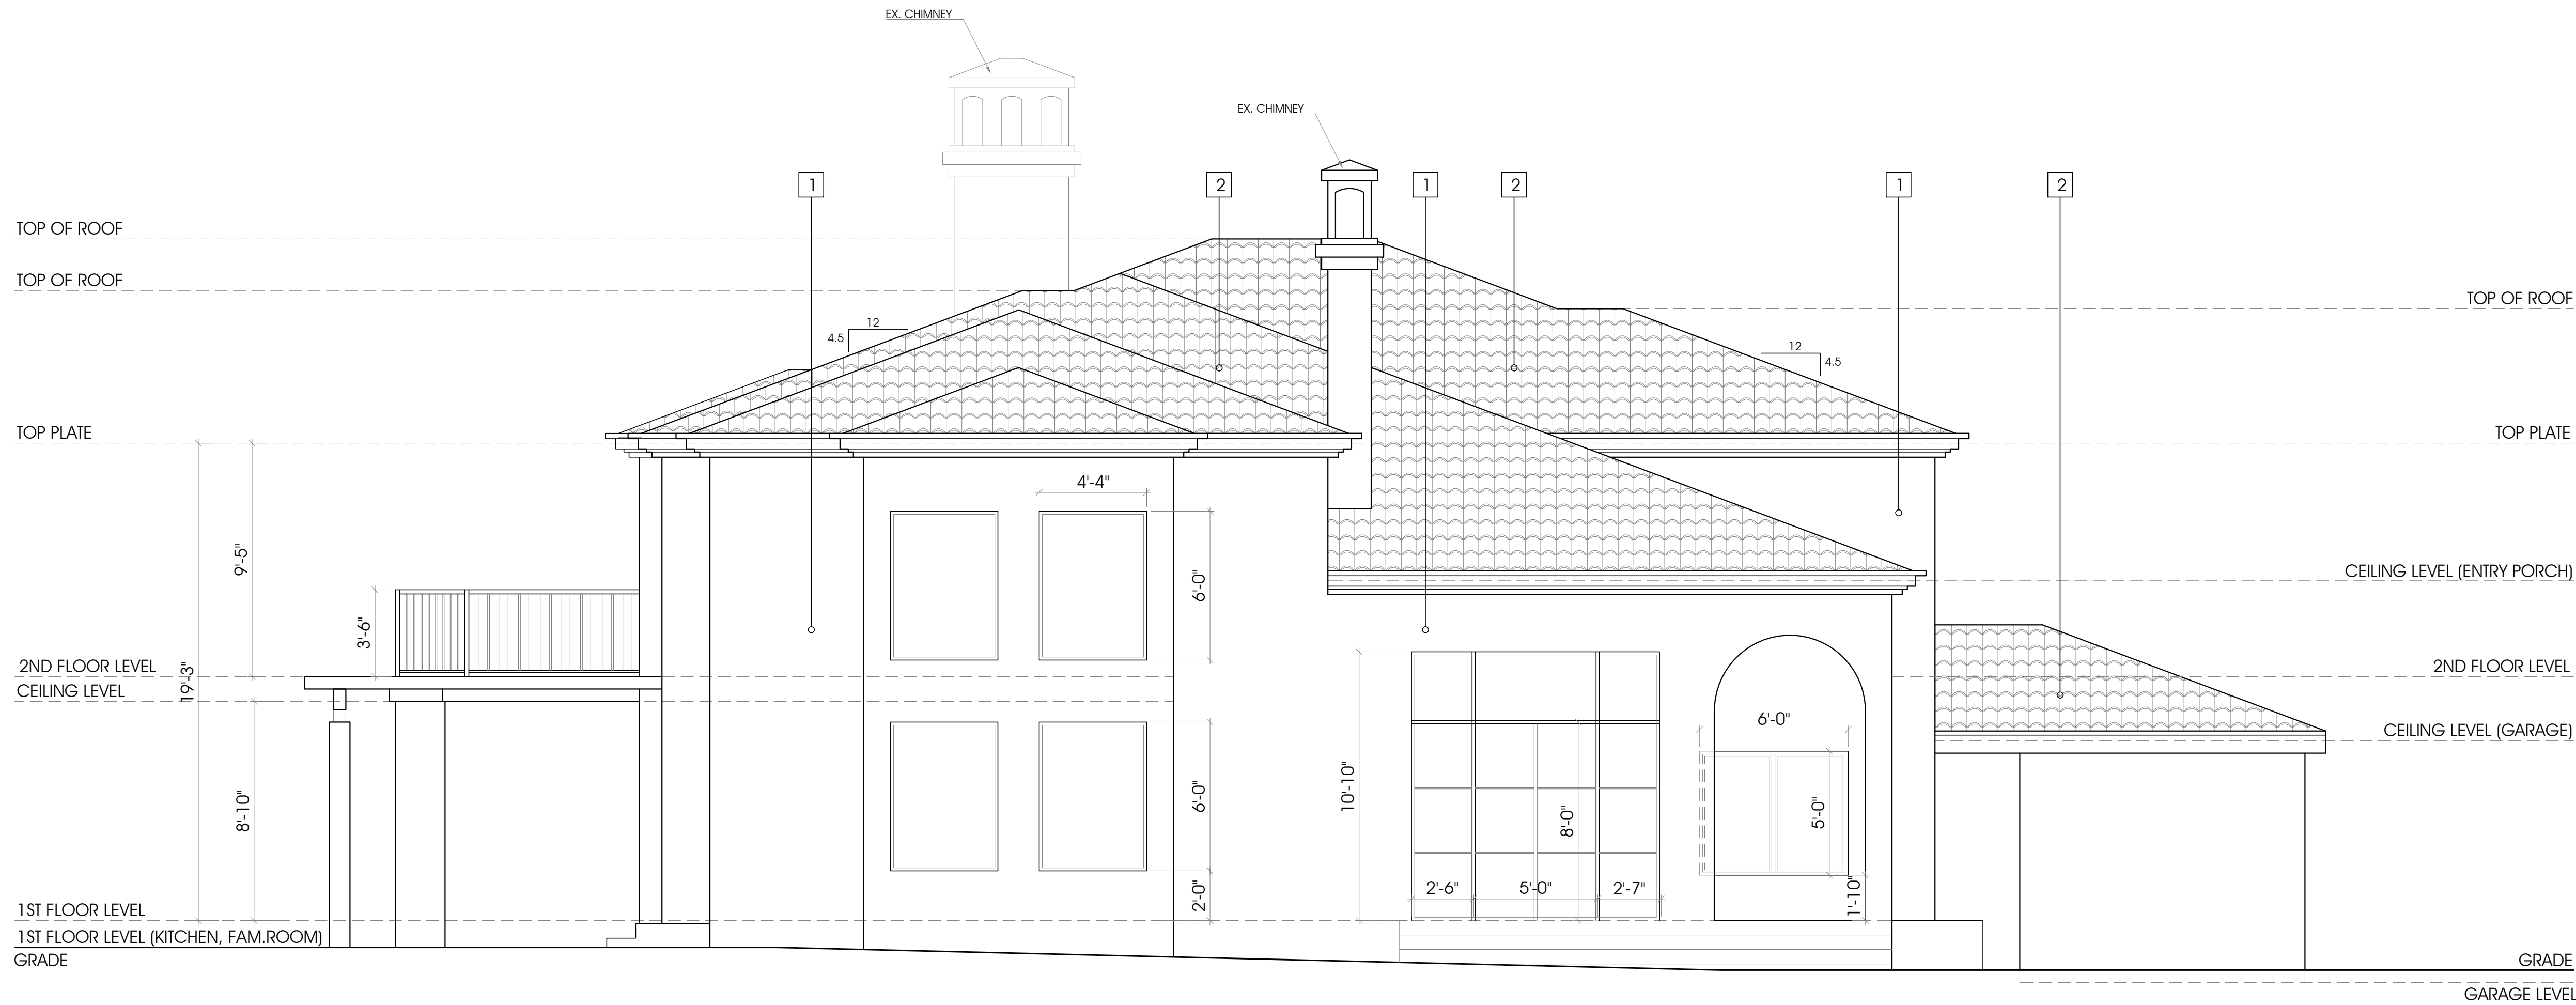 EX. CHIMNEY
EX. CHIMNEY
1
2
1
2
1
2
TOP OF ROOF
TOP OF ROOF
TOP OF ROOF
12
4.5
12
4.5
TOP PLATE
TOP PLATE
4'-4"
9'-5"
6'-0"
CEILING LEVEL (ENTRY PORCH)
3'-6"
2ND FLOOR LEVEL
2ND FLOOR LEVEL
19'-3"
CEILING LEVEL
6'-0"
CEILING LEVEL (GARAGE)
8'-10"
6'-0"
10'-10"
8'-0"
5'-0"
2'-6"
5'-0"
2'-7"
2'-0"
1'-10"
1ST FLOOR LEVEL
1ST FLOOR LEVEL (KITCHEN, FAM.ROOM)
GRADE
GRADE
GARAGE LEVEL